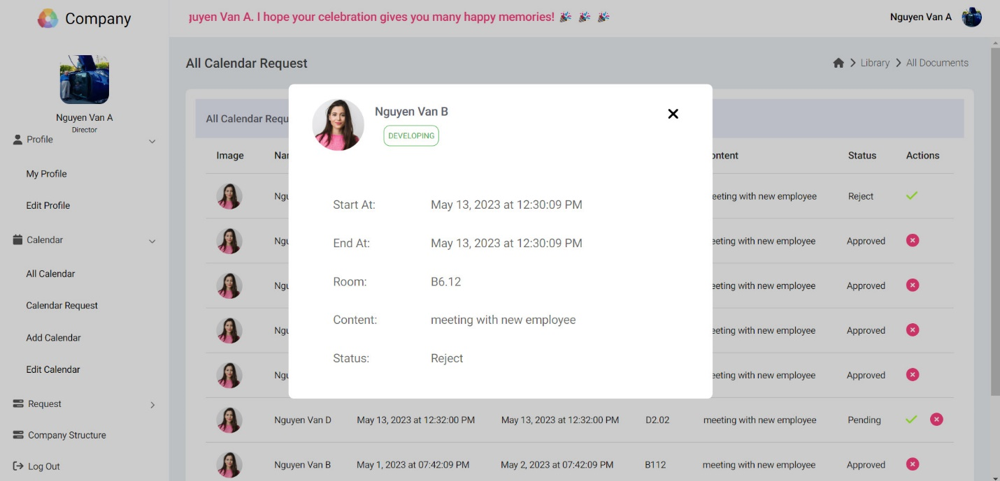 Company
guyen Van A. I hope your celebration gives you many happy memories! 🎉 🎉 🎉
Nguyen Van A
Nguyen Van A
Director
Profile
My Profile
Edit Profile
Calendar
All Calendar
Calendar Request
Add Calendar
Edit Calendar
Request
Company Structure
Log Out
All Calendar Request
Library
All Documents
All Calendar Requ
Image Nar ontent Status Actions
Ngu eeting with new employee Reject
Ngu eeting with new employee Approved
Ngu eeting with new employee Approved
Ngu eeting with new employee Approved
Ngu eeting with new employee Approved
Nguyen Van D May 13, 2023 at 12:32:00 PM May 13, 2023 at 12:32:00 PM D2.02 meeting with new employee Pending
Nguyen Van B May 1, 2023 at 07:42:09 PM May 2, 2023 at 07:42:09 PM B112 meeting with new employee Approved
Nguyen Van B
DEVELOPING
Start At: May 13, 2023 at 12:30:09 PM
End At: May 13, 2023 at 12:30:09 PM
Room: B6.12
Content: meeting with new employee
Status: Reject